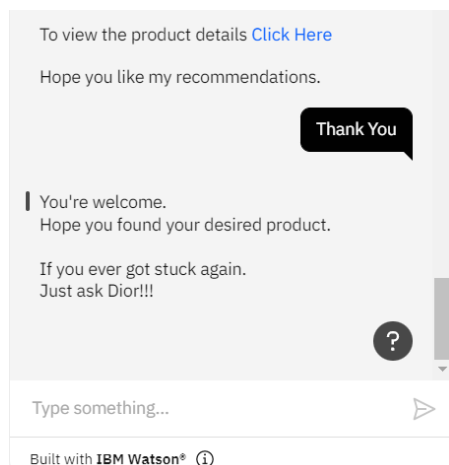 To view the product details Click Here
Hope you like my recommendations.
Thank You
You're welcome.
Hope you found your desired product.
If you ever got stuck again.
Just ask Dior!!!
?
Type something...
Built with IBM Watson®